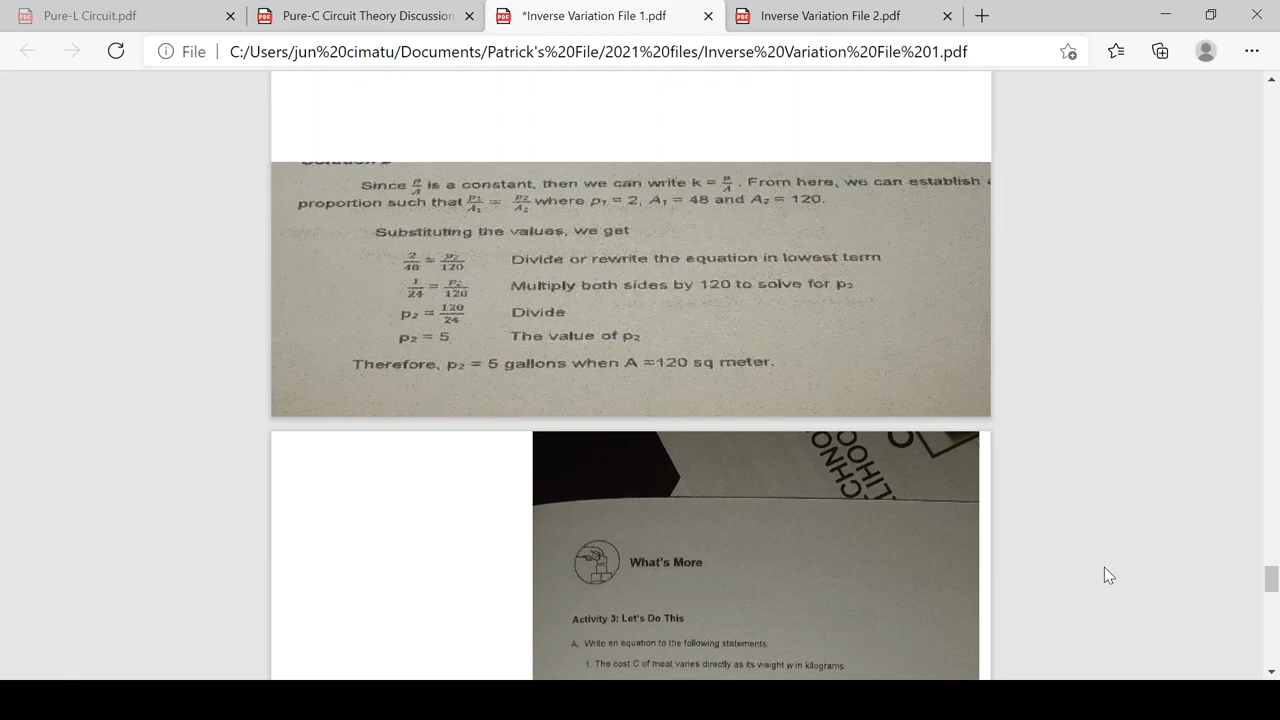 Pure-L Circuit.pdf
Pure-C Circuit Theory Discussion
*Inverse Variation File 1.pdf
Inverse Variation File 2.pdf
File
C:/Users/jun%20cimatu/Documents/Patrick's%20File/2021%20files/Inverse%20Variation%20File%201.pdf
Since p/A is a constant, then we can write k = p/A. From here, we can establish
proportion such that p₁/A₁ = p₂/A₂ where p₁ = 2, A₁ = 48 and A₂ = 120.
Substituting the values, we get
2/48 = p₂/120 Divide or rewrite the equation in lowest term
1/24 = p₂/120 Multiply both sides by 120 to solve for p₂
p₂ = 120/24 Divide
p₂ = 5 The value of p₂
Therefore, p₂ = 5 gallons when A =120 sq meter.
CHNO
LIHOO
C
What's More
Activity 3: Let's Do This
A. Write an equation to the following statements:
1. The cost C of meat varies directly as its weight w in kilograms.